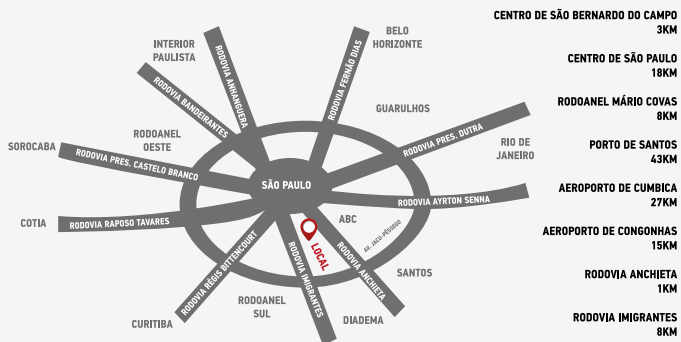 BELO
HORIZONTE
INTERIOR
PAULISTA
RODOVIA FERNÃO DIAS
RODOVIA ANHANGUERA
RODOVIA BANDEIRANTES
GUARULHOS
RODOVIA PRES. DUTRA
RODOANEL
OESTE
SOROCABA
RIO DE
JANEIRO
RODOVIA PRES. CASTELO BRANCO
SÃO PAULO
RODOVIA AYRTON SENNA
COTIA
RODOVIA RAPOSO TAVARES
ABC
AV. JACU-PÊSSEGO
LOCAL
RODOVIA RÉGIS BITTENCOURT
RODOVIA IMIGRANTES
RODOVIA ANCHIETA
SANTOS
RODOANEL
SUL
CURITIBA
DIADEMA
CENTRO DE SÃO BERNARDO DO CAMPO
3KM
CENTRO DE SÃO PAULO
18KM
RODOANEL MÁRIO COVAS
8KM
PORTO DE SANTOS
43KM
AEROPORTO DE CUMBICA
27KM
AEROPORTO DE CONGONHAS
15KM
RODOVIA ANCHIETA
1KM
RODOVIA IMIGRANTES
8KM